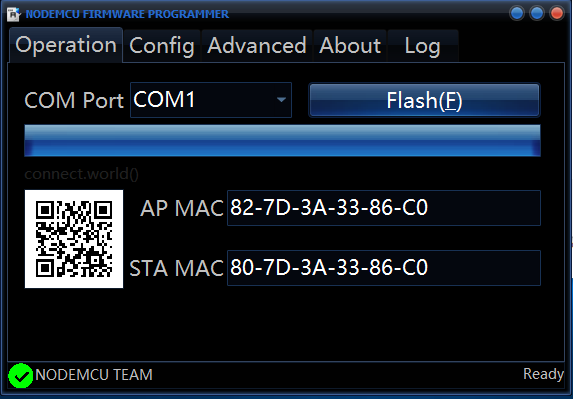 NODEMCU FIRMWARE PROGRAMMER
Operation Config Advanced About Log
COM Port COM1 Flash(F)
connect.world()
AP MAC 82-7D-3A-33-86-C0
STA MAC 80-7D-3A-33-86-C0
NODEMCU TEAM Ready